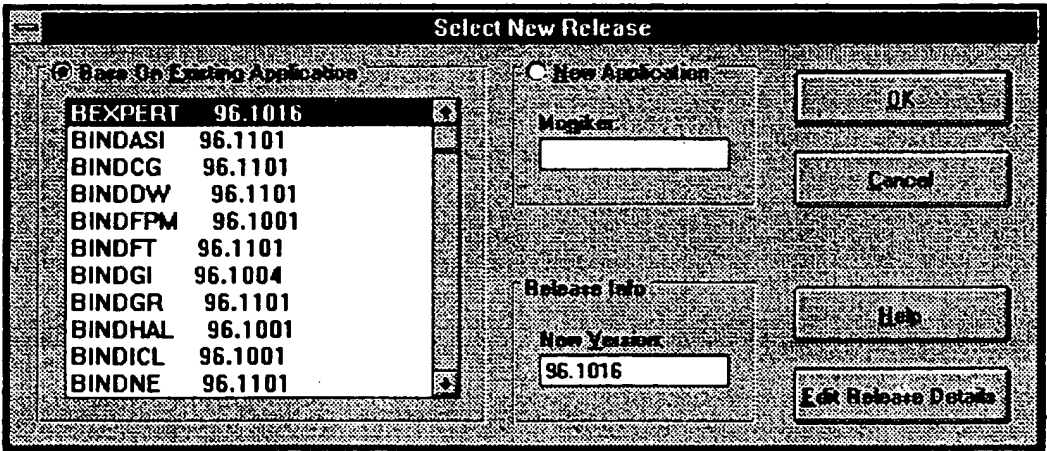 Select New Release
Base On Existing Application
BEXPERT 96.1016
BINDASI 96.1101
BINDCG 96.1101
BINDDW 96.1101
BINDFPM 96.1001
BINDFT 96.1101
BINDGI 96.1004
BINDGR 96.1101
BINDHAL 96.1001
BINDICL 96.1001
BINDNE 96.1101
New Application
Release Info
New Version:
96.1016
OK
Cancel
Help
Edit Release Details